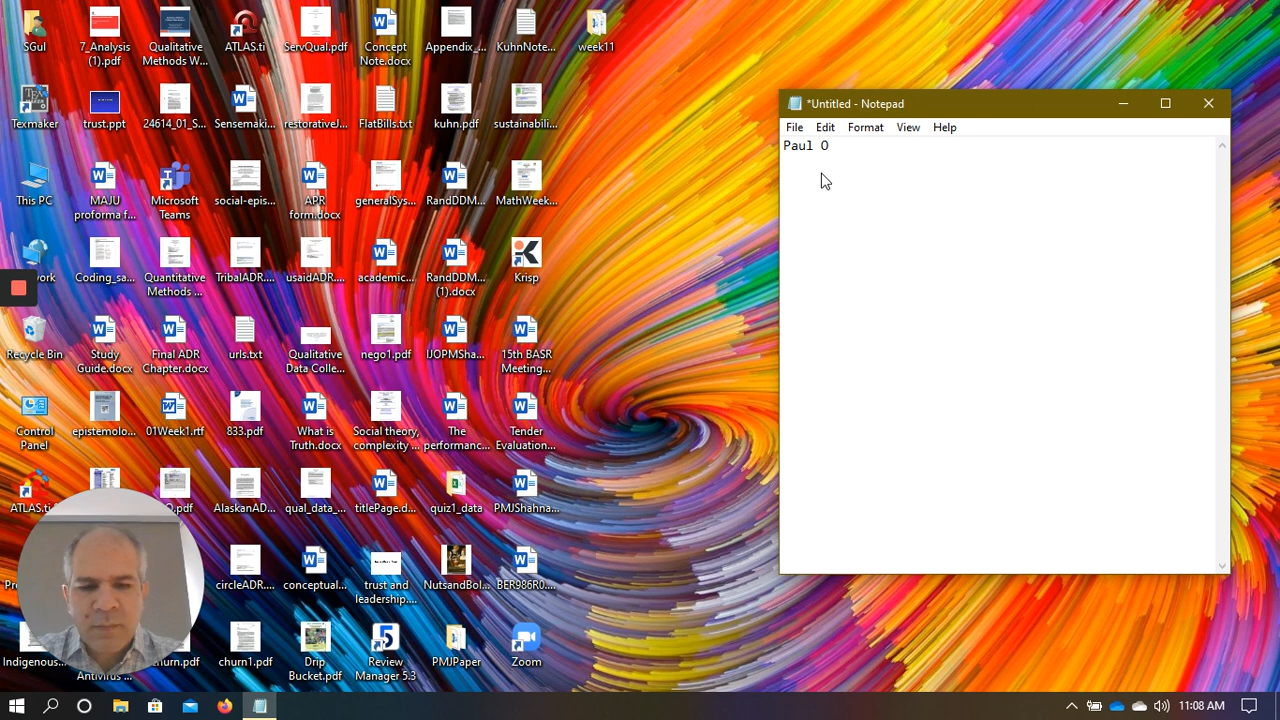 SGul
7_Analysis (1).pdf
Qualitative Methods W...
ATLAS.ti
ServQual.pdf
Concept Note.docx
Appendix_...
KuhnNote...
week11
Texmaker
trust.ppt
24614_01_S...
Sensemaki...
restorativeJ...
FlatBills.txt
kuhn.pdf
sustainabili...
This PC
MAJU proforma f...
Microsoft Teams
social-epis...
APR form.docx
generalSys...
RandDDM...
MathWeek...
Coding_sa...
Quantitative Methods ...
TribalADR....
usaidADR....
academic...
RandDDM... (1).docx
Krisp
Recycle Bin
Study Guide.docx
Final ADR Chapter.docx
urls.txt
Qualitative Data Colle...
nego1.pdf
IJOPMSha...
15th BASR Meeting...
Control Panel
epistemolo...
01Week1.rtf
833.pdf
What is Truth.docx
Social theory, complexity ...
The performanc...
Tender Evaluation...
ATLAS.ti
AlaskanAD...
qual_data_...
titlePage.d...
quiz1_data
PMJShahna...
circleADR....
conceptual...
trust and leadership....
NutsandBol...
BER986R0....
Indigenous...
Antivirus ...
churn1.pdf
Drip Bucket.pdf
Review Manager 5.3
PMJPaper
Zoom
*Untitled - Notepad
File Edit Format View Help
Paul O
11:08 AM